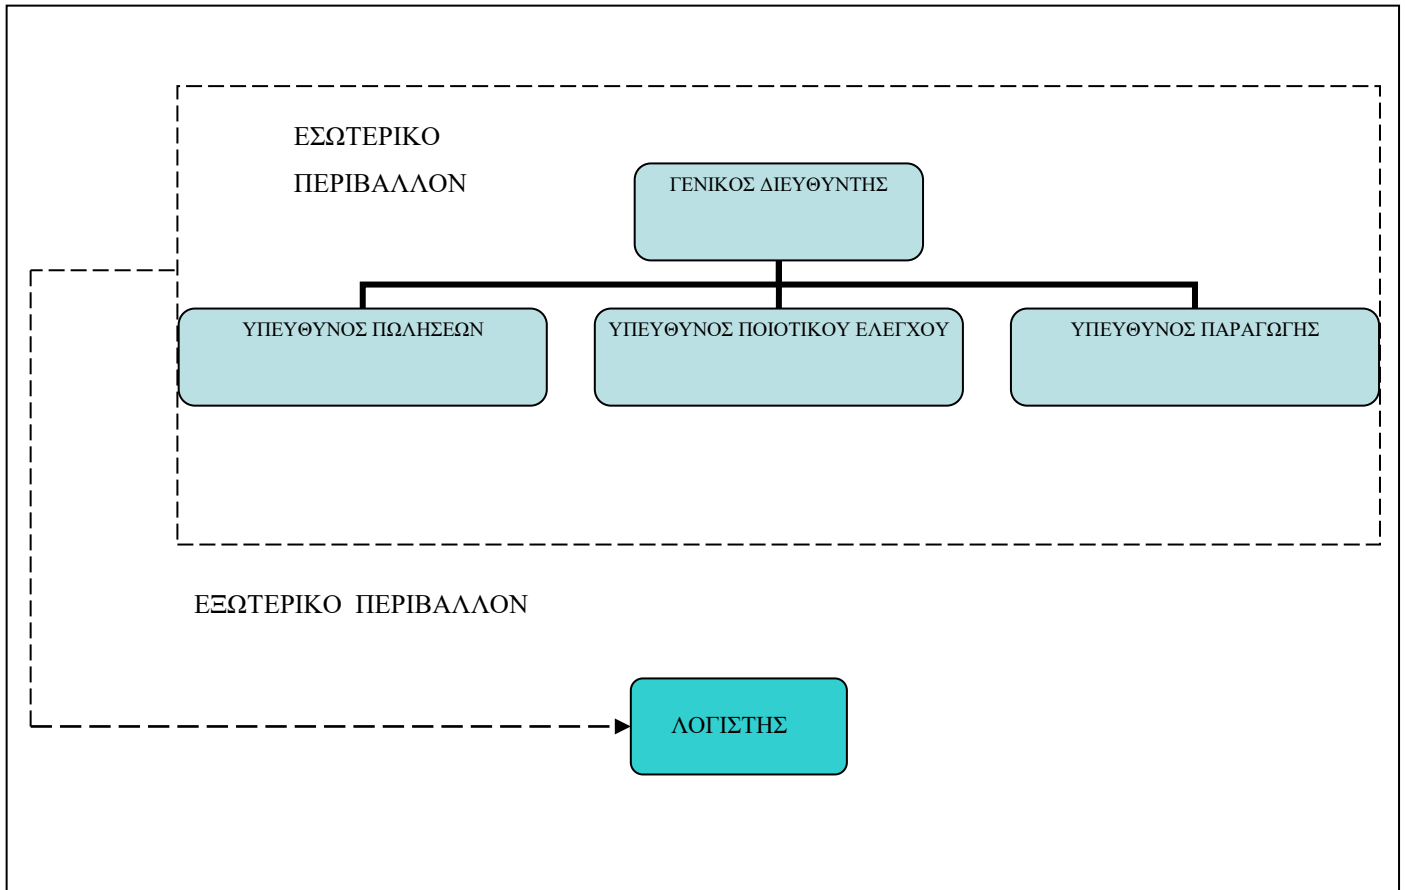 ΕΣΩΤΕΡΙΚΟ
ΠΕΡΙΒΑΛΛΟΝ
ΓΕΝΙΚΟΣ ΔΙΕΥΘΥΝΤΗΣ
ΥΠΕΥΘΥΝΟΣ ΠΩΛΗΣΕΩΝ
ΥΠΕΥΘΥΝΟΣ ΠΟΙΟΤΙΚΟΥ ΕΛΕΓΧΟΥ
ΥΠΕΥΘΥΝΟΣ ΠΑΡΑΓΩΓΗΣ
ΕΞΩΤΕΡΙΚΟ ΠΕΡΙΒΑΛΛΟΝ
ΛΟΓΙΣΤΗΣ